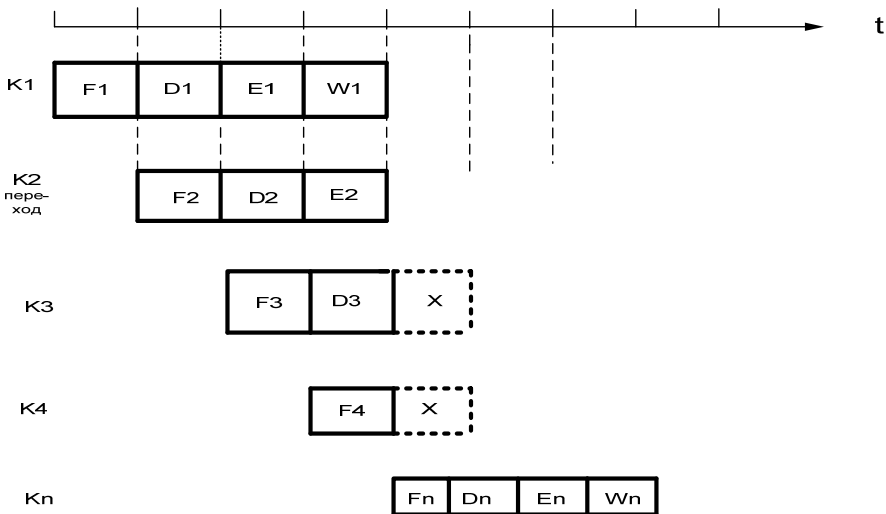 t
K1 F1 D1 E1 W1
K2 F2 D2 E2
пере-
ход
K3 F3 D3 X
K4 F4 X
Kn Fn Dn En Wn